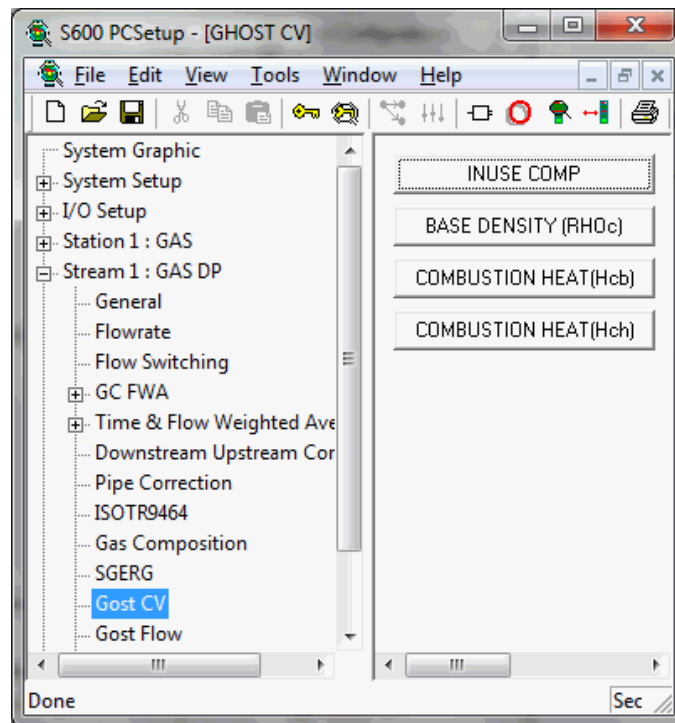 S600 PCSetup - [GHOST CV]
File Edit View Tools Window Help
System Graphic
System Setup
I/O Setup
Station 1 : GAS
Stream 1 : GAS DP
General
Flowrate
Flow Switching
GC FWA
Time & Flow Weighted Ave
Downstream Upstream Cor
Pipe Correction
ISOTR9464
Gas Composition
SGERG
Gost CV
Gost Flow
INUSE COMP
BASE DENSITY (RHOc)
COMBUSTION HEAT(Hcb)
COMBUSTION HEAT(Hch)
Done
Sec